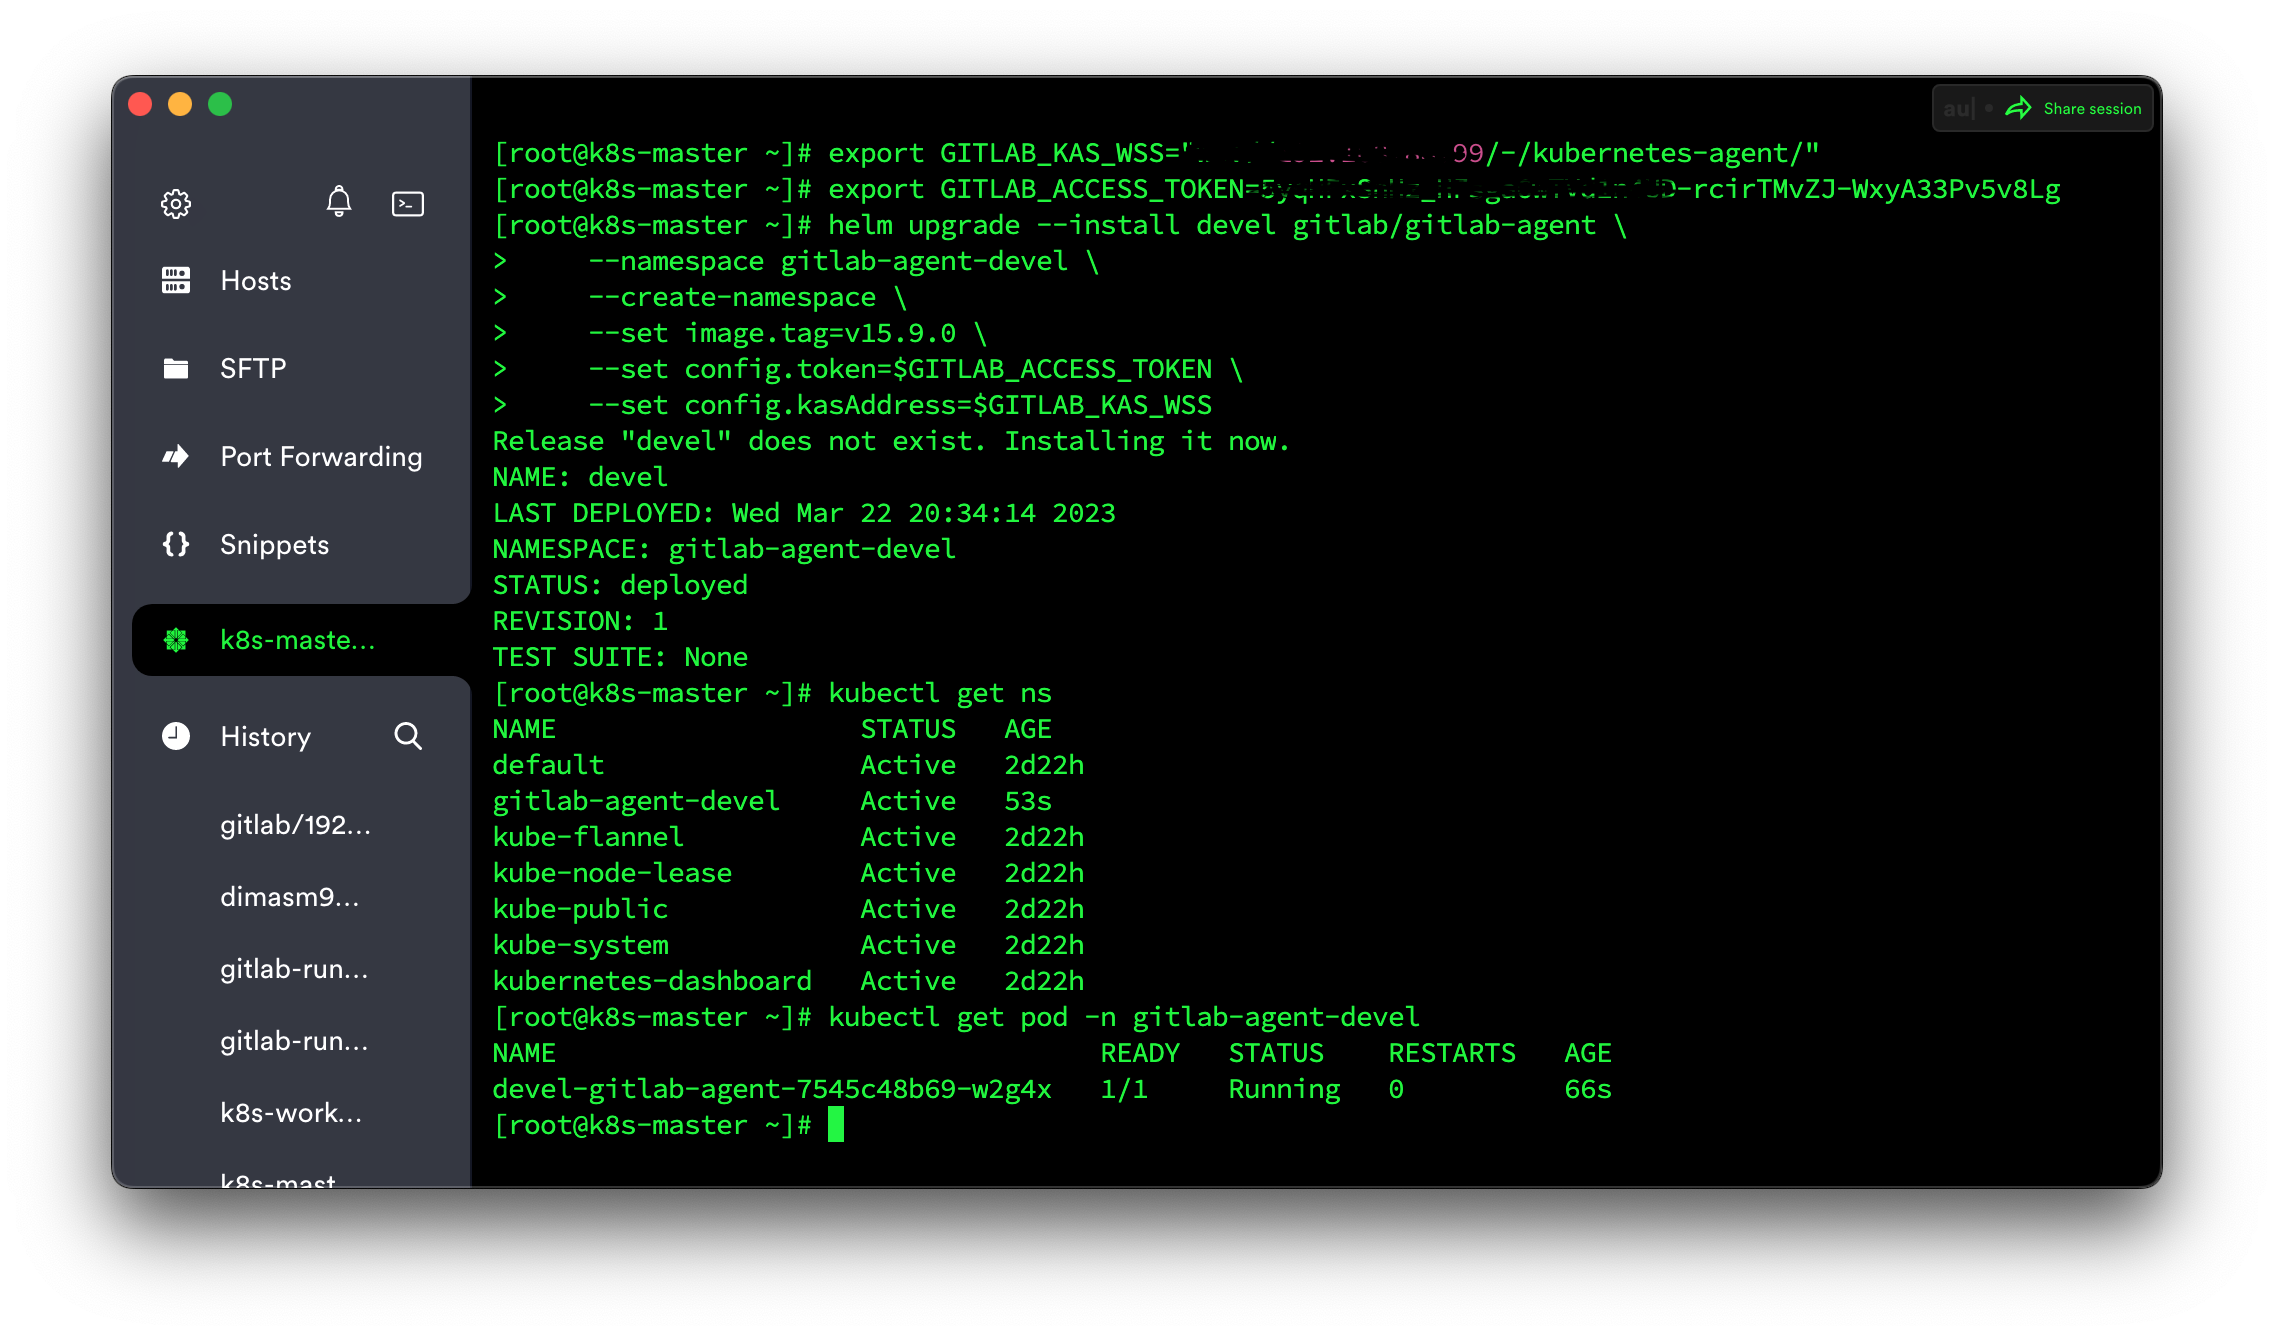 Share session
Hosts
SFTP
Port Forwarding
Snippets
k8s-maste...
History
gitlab/192...
dimasm9...
gitlab-run...
gitlab-run...
k8s-work...
k8s-mast
[root@k8s-master ~]# export GITLAB_KAS_WSS=" 99/-/kubernetes-agent/"
[root@k8s-master ~]# export GITLAB_ACCESS_TOKEN= -rcirTMvZJ-WxyA33Pv5v8Lg
[root@k8s-master ~]# helm upgrade --install devel gitlab/gitlab-agent \
> --namespace gitlab-agent-devel \
> --create-namespace \
> --set image.tag=v15.9.0 \
> --set config.token=$GITLAB_ACCESS_TOKEN \
> --set config.kasAddress=$GITLAB_KAS_WSS
Release "devel" does not exist. Installing it now.
NAME: devel
LAST DEPLOYED: Wed Mar 22 20:34:14 2023
NAMESPACE: gitlab-agent-devel
STATUS: deployed
REVISION: 1
TEST SUITE: None
[root@k8s-master ~]# kubectl get ns
NAME STATUS AGE
default Active 2d22h
gitlab-agent-devel Active 53s
kube-flannel Active 2d22h
kube-node-lease Active 2d22h
kube-public Active 2d22h
kube-system Active 2d22h
kubernetes-dashboard Active 2d22h
[root@k8s-master ~]# kubectl get pod -n gitlab-agent-devel
NAME READY STATUS RESTARTS AGE
devel-gitlab-agent-7545c48b69-w2g4x 1/1 Running 0 66s
[root@k8s-master ~]#